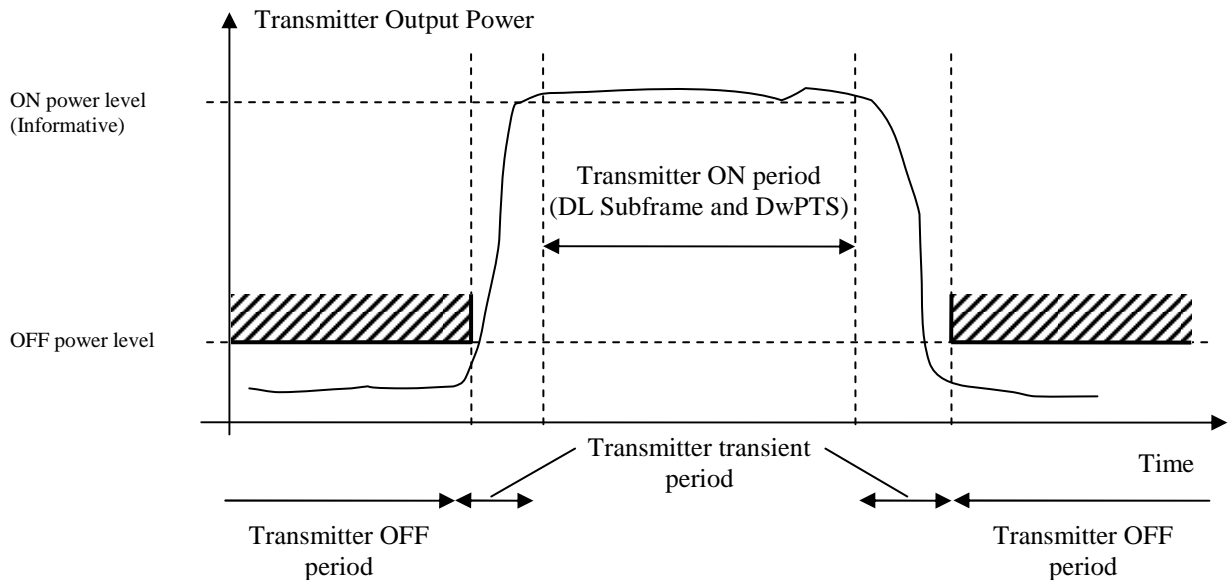 Transmitter Output Power
ON power level
(Informative)
Transmitter ON period
(DL Subframe and DwPTS)
OFF power level
Transmitter transient
period
Time
Transmitter OFF
period
Transmitter OFF
period